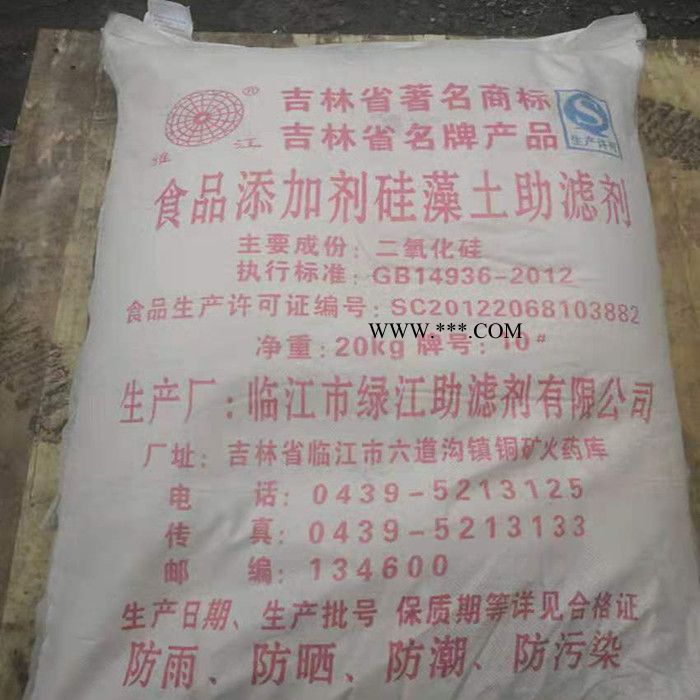 吉林省著名商标
吉林省名牌产品
®
淮 江
生产许可
食品添加剂硅藻土助滤剂
主要成份：二氧化硅
执行标准：GB14936-2012
食品生产许可证编号：SC20122068103882
WWW.***.COM
净重：20kg 牌号：10#
生产厂：临江市绿江助滤剂有限公司
厂址：吉林省临江市六道沟镇铜矿火药库
电 话：0439-5213125
传 真：0439-5213133
邮 编：134600
生产日期、生产批号 保质期等详见合格证
防雨、防晒、防潮、防污染